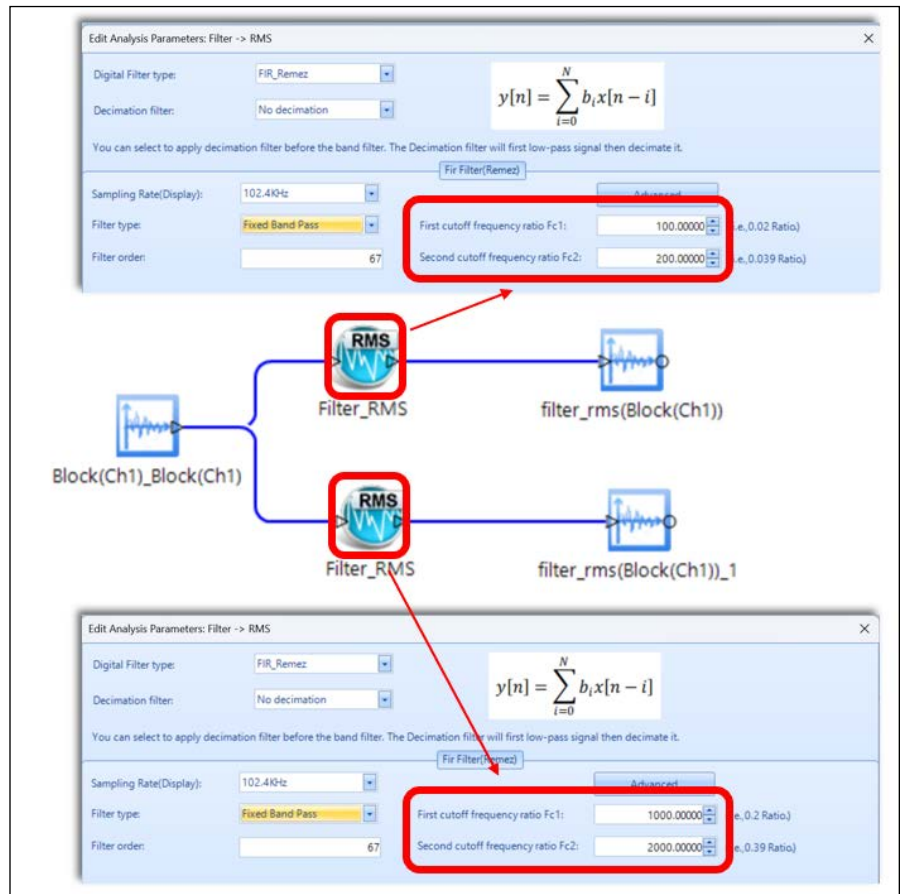 Edit Analysis Parameters: Filter -> RMS
Digital Filter type: FIR_Remez
Decimation filter: No decimation
y[n] = \sum_{i=0}^{N} b_i x[n − i]
You can select to apply decimation filter before the band filter. The Decimation filter will first low-pass signal then decimate it.
Fir Filter(Remez)
Sampling Rate(Display): 102.4KHz
Filter type: Fixed Band Pass First cutoff frequency ratio Fc1: 100.00000 .e.,0.02 Ratio)
Filter order: 67 Second cutoff frequency ratio Fc2: 200.00000 .e.,0.039 Ratio)
RMS
Filter_RMS
filter_rms(Block(Ch1))
Block(Ch1)_Block(Ch1)
RMS
Filter_RMS
filter_rms(Block(Ch1))_1
Edit Analysis Parameters: Filter -> RMS
Digital Filter type: FIR_Remez
Decimation filter: No decimation
y[n] = \sum_{i=0}^{N} b_i x[n − i]
You can select to apply decimation filter before the band filter. The Decimation filter will first low-pass signal then decimate it.
Fir Filter(Remez)
Sampling Rate(Display): 102.4KHz Advanced
Filter type: Fixed Band Pass First cutoff frequency ratio Fc1: 1000.00000 .e.,0.2 Ratio)
Filter order: 67 Second cutoff frequency ratio Fc2: 2000.00000 .e.,0.39 Ratio)